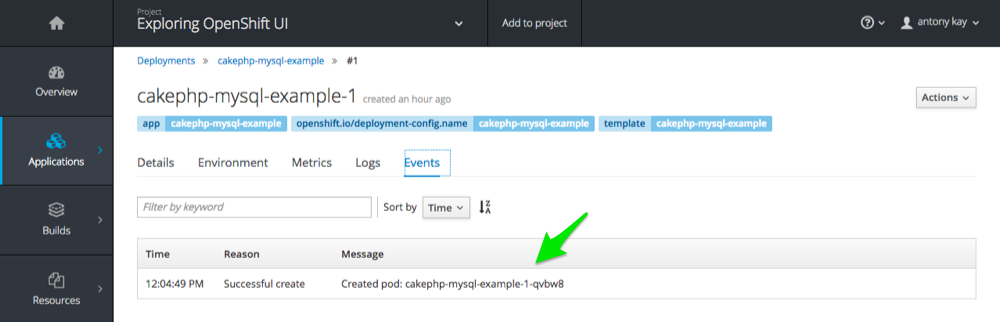 Project
Exploring OpenShift UI
Add to project
antony kay
Overview
Applications
Builds
Resources
Deployments » cakephp-mysql-example » #1
cakephp-mysql-example-1 created an hour ago
Actions
app cakephp-mysql-example openshift.io/deployment-config.name cakephp-mysql-example template cakephp-mysql-example
Details Environment Metrics Logs Events
Filter by keyword Sort by Time
Time Reason Message
12:04:49 PM Successful create Created pod: cakephp-mysql-example-1-qvbw8